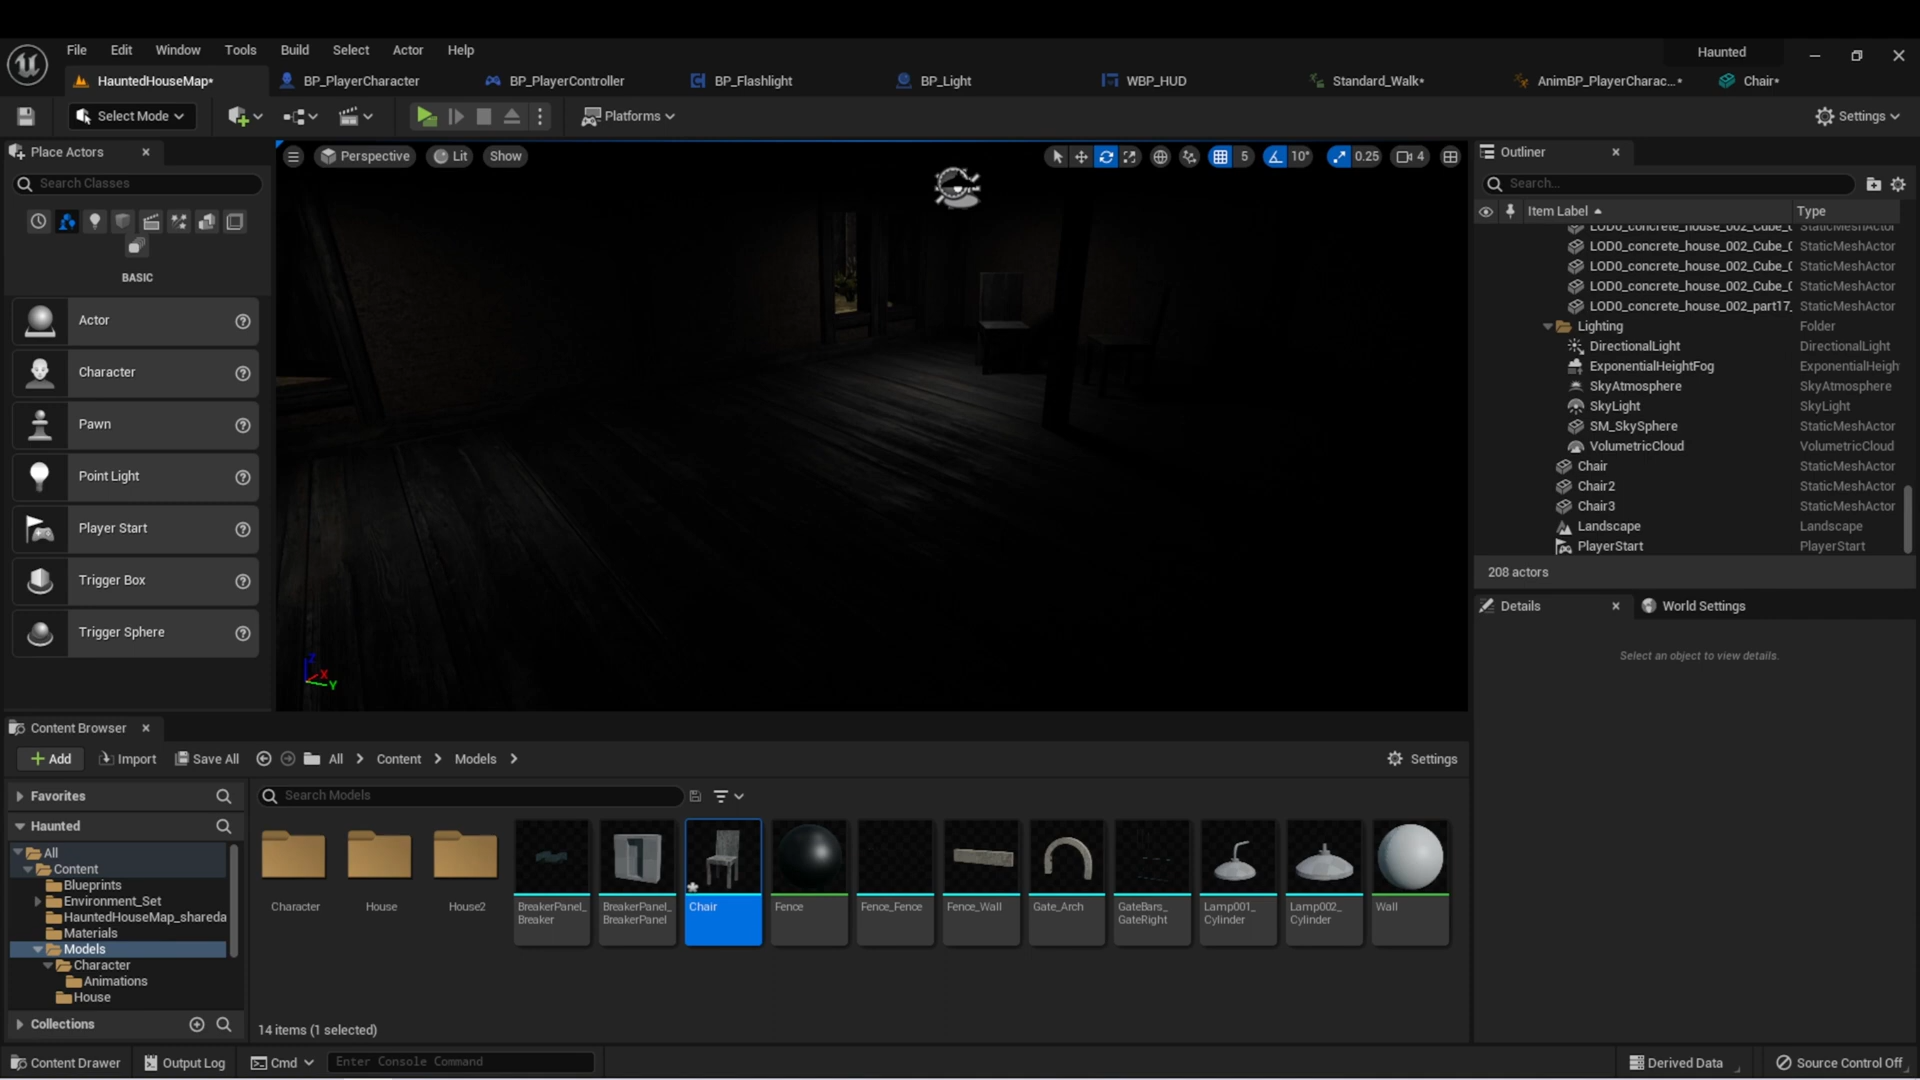 File Edit Window Tools Build Select Actor Help
Haunted
HauntedHouseMap*
BP_PlayerCharacter
BP_PlayerController
BP_Flashlight
BP_Light
WBP_HUD
Standard_Walk*
AnimBP_PlayerCharac...*
Chair*
Select Mode
Platforms
Settings
Place Actors
Search Classes
BASIC
Actor
Character
Pawn
Point Light
Player Start
Trigger Box
Trigger Sphere
Perspective
Lit
Show
5
10°
0.25
4
Z
X
Y
Outliner
Search...
Item Label
Type
LOD0_concrete_house_002_Cube_0 StaticMeshActor
LOD0_concrete_house_002_Cube_0 StaticMeshActor
LOD0_concrete_house_002_Cube_0 StaticMeshActor
LOD0_concrete_house_002_Cube_0 StaticMeshActor
LOD0_concrete_house_002_part17_ StaticMeshActor
Lighting Folder
DirectionalLight DirectionalLight
ExponentialHeightFog ExponentialHeigh
SkyAtmosphere SkyAtmosphere
SkyLight SkyLight
SM_SkySphere StaticMeshActor
VolumetricCloud VolumetricCloud
Chair StaticMeshActor
Chair2 StaticMeshActor
Chair3 StaticMeshActor
Landscape Landscape
PlayerStart PlayerStart
208 actors
Details
World Settings
Select an object to view details.
Content Browser
Add
Import
Save All
All
Content
Models
Settings
Favorites
Haunted
All
Content
Blueprints
Environment_Set
HauntedHouseMap_shareda
Materials
Models
Character
Animations
House
Collections
Search Models
Character
House
House2
BreakerPanel_
Breaker
BreakerPanel_
BreakerPanel
Chair
Fence
Fence_Fence
Fence_Wall
Gate_Arch
GateBars_
GateRight
Lamp001_
Cylinder
Lamp002_
Cylinder
Wall
14 items (1 selected)
Content Drawer
Output Log
Cmd
Enter Console Command
Derived Data
Source Control Off